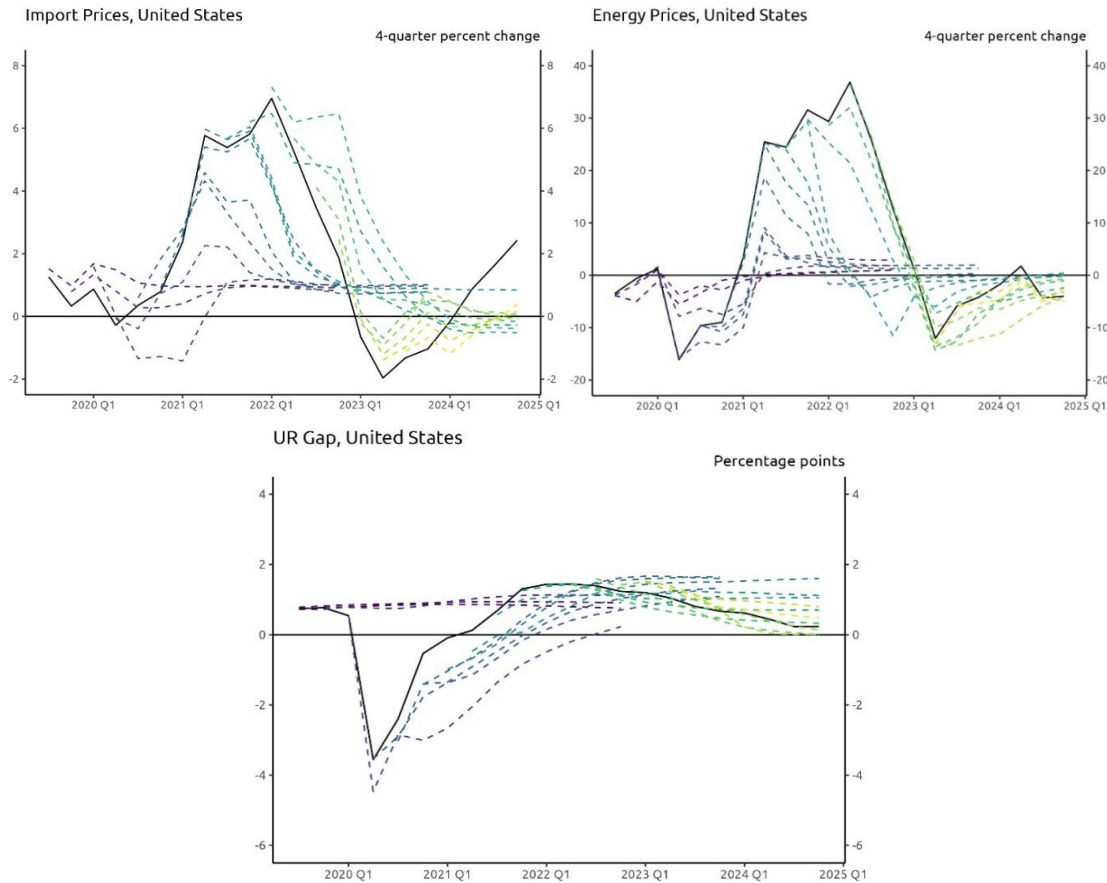 Import Prices, United States
4-quarter percent change
8 8
6 6
4 4
2 2
0 0
-2 -2
2020 Q1 2021 Q1 2022 Q1 2023 Q1 2024 Q1 2025 Q1
Energy Prices, United States
4-quarter percent change
40 40
30 30
20 20
10 10
0 0
-10 -10
-20 -20
2020 Q1 2021 Q1 2022 Q1 2023 Q1 2024 Q1 2025 Q1
UR Gap, United States
Percentage points
4 4
2 2
0 0
-2 -2
-4 -4
-6 -6
2020 Q1 2021 Q1 2022 Q1 2023 Q1 2024 Q1 2025 Q1